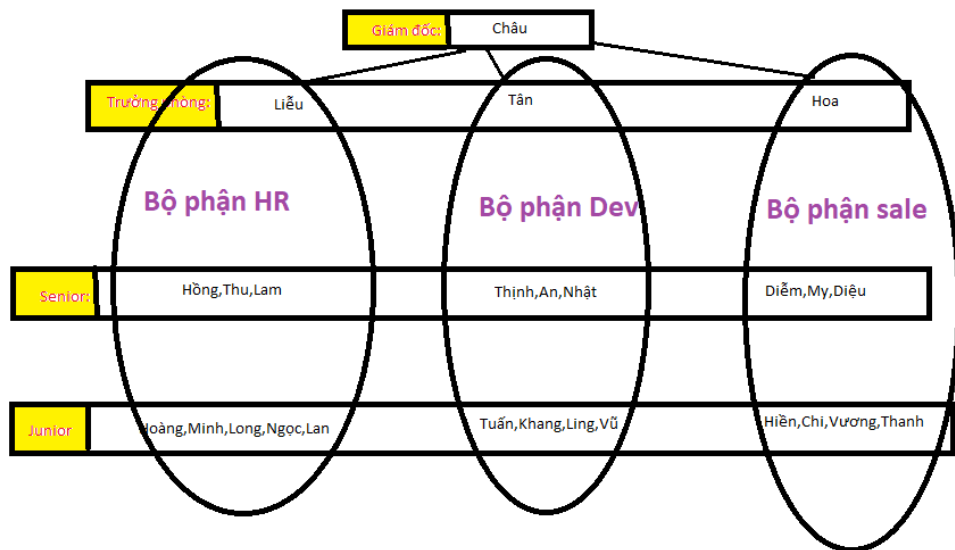 Giám đốc: Châu
Trưởng phòng: Liễu Tân Hoa
Bộ phận HR Bộ phận Dev Bộ phận sale
Senior: Hồng,Thu,Lam Thịnh,An,Nhật Diễm,My,Diệu
Junior Hoàng,Minh,Long,Ngọc,Lan Tuấn,Khang,Ling,Vũ Hiền,Chi,Vương,Thanh